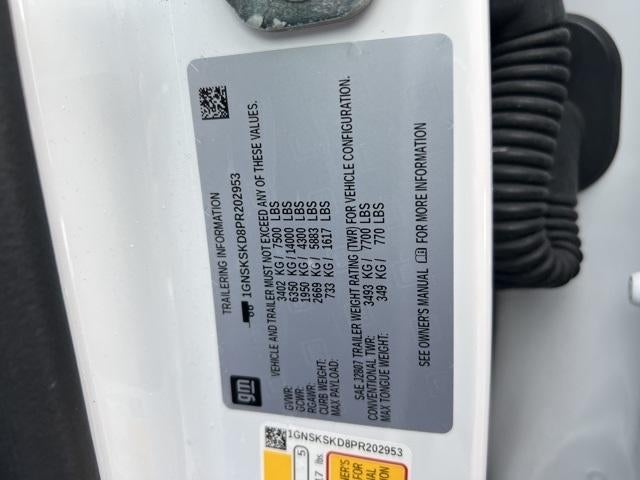 TRAILERING INFORMATION
1GNSKSKD8PR202953
gm
VEHICLE AND TRAILER MUST NOT EXCEED ANY OF THESE VALUES.
GVWR: 3402 KG / 7500 LBS
GCWR: 6350 KG / 14000 LBS
RGAWR: 1950 KG / 4300 LBS
CURB WEIGHT: 2669 KG / 5883 LBS
MAX PAYLOAD: 733 KG / 1617 LBS
SAE J2807 TRAILER WEIGHT RATING (TWR) FOR VEHICLE CONFIGURATION.
CONVENTIONAL TWR: 3493 KG / 7700 LBS
MAX TONGUE WEIGHT: 349 KG / 770 LBS
SEE OWNER'S MANUAL FOR MORE INFORMATION
1GNSKSKD8PR202953
5
lbs.